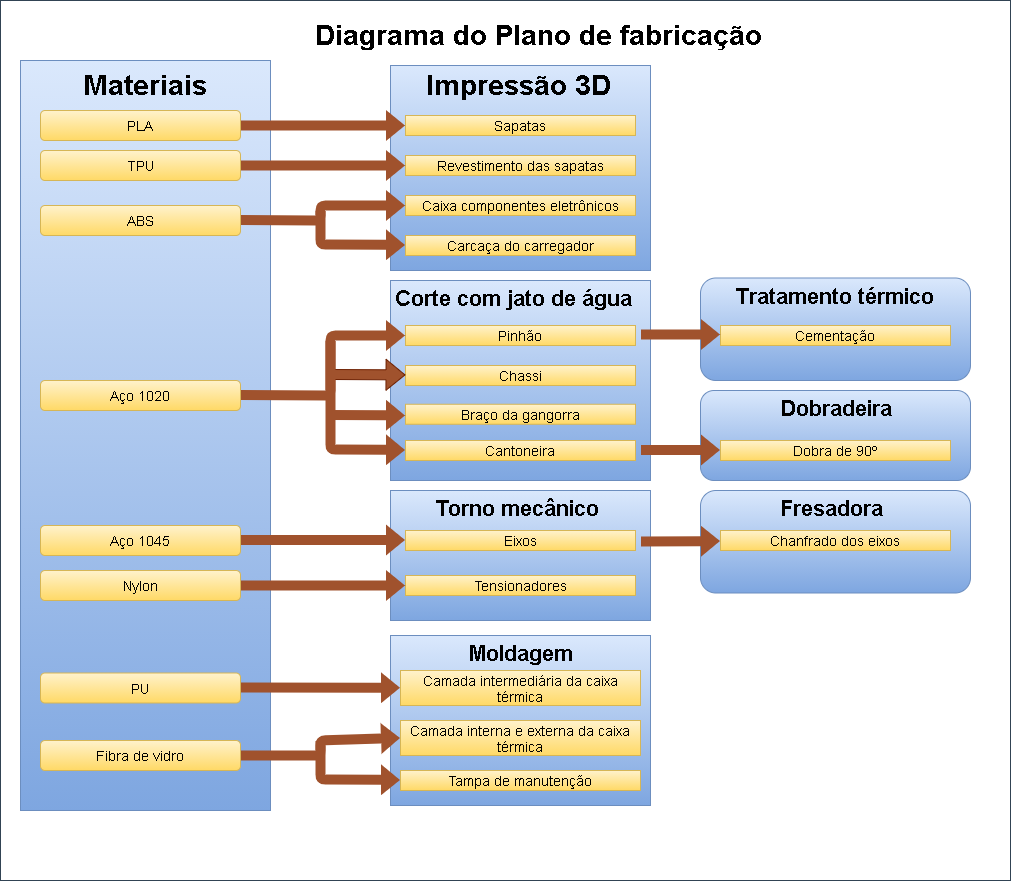 Diagrama do Plano de fabricação
Materiais
PLA
TPU
ABS
Aço 1020
Aço 1045
Nylon
PU
Fibra de vidro
Impressão 3D
Sapatas
Revestimento das sapatas
Caixa componentes eletrônicos
Carcaça do carregador
Corte com jato de água
Pinhão
Chassi
Braço da gangorra
Cantoneira
Tratamento térmico
Cementação
Dobradeira
Dobra de 90º
Torno mecânico
Eixos
Tensionadores
Fresadora
Chanfrado dos eixos
Moldagem
Camada intermediária da caixa
térmica
Camada interna e externa da caixa
térmica
Tampa de manutenção